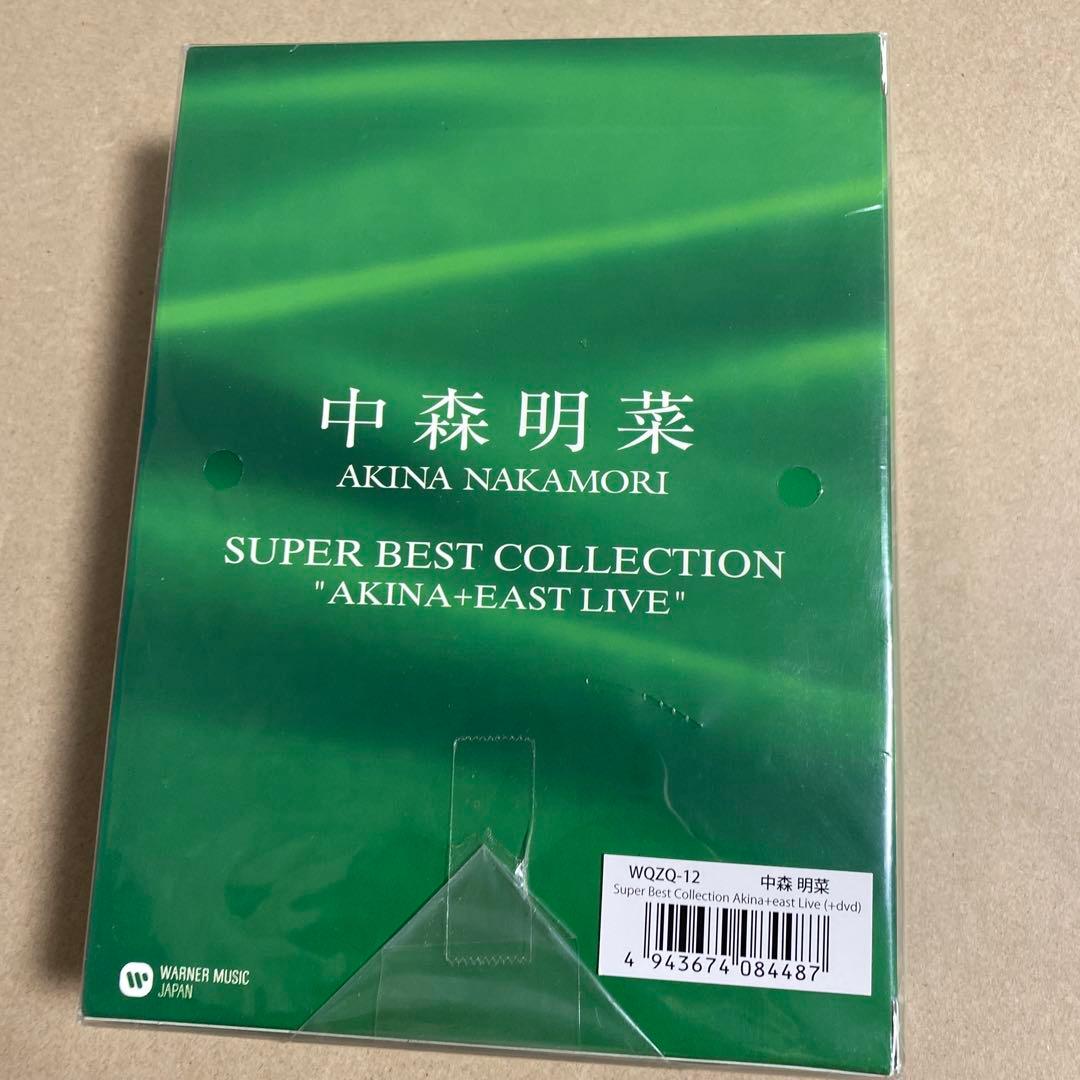 中森明菜
AKINA NAKAMORI
SUPER BEST COLLECTION
"AKINA+EAST LIVE"
WQZQ-12 中森 明菜
Super Best Collection Akina+east Live (+dvd)
4 943674 084487
WARNER MUSIC
JAPAN